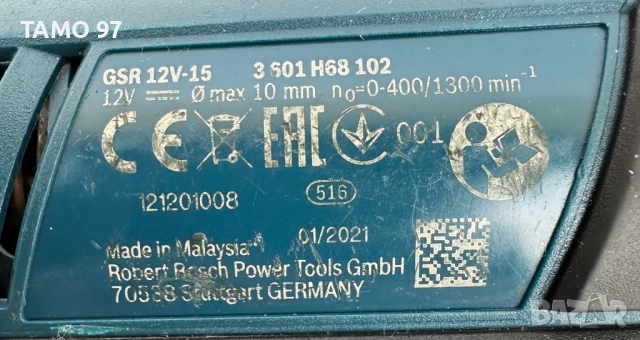 TAMO 97
GSR 12V-15 3 601 H68 102
12V Ø max 10 mm n₀=0-400/1300 min⁻¹
CE EAC 001
121201008 516
Made in Malaysia 01/2021
Robert Bosch Power Tools GmbH
70538 Stuttgart GERMANY
BAZAR